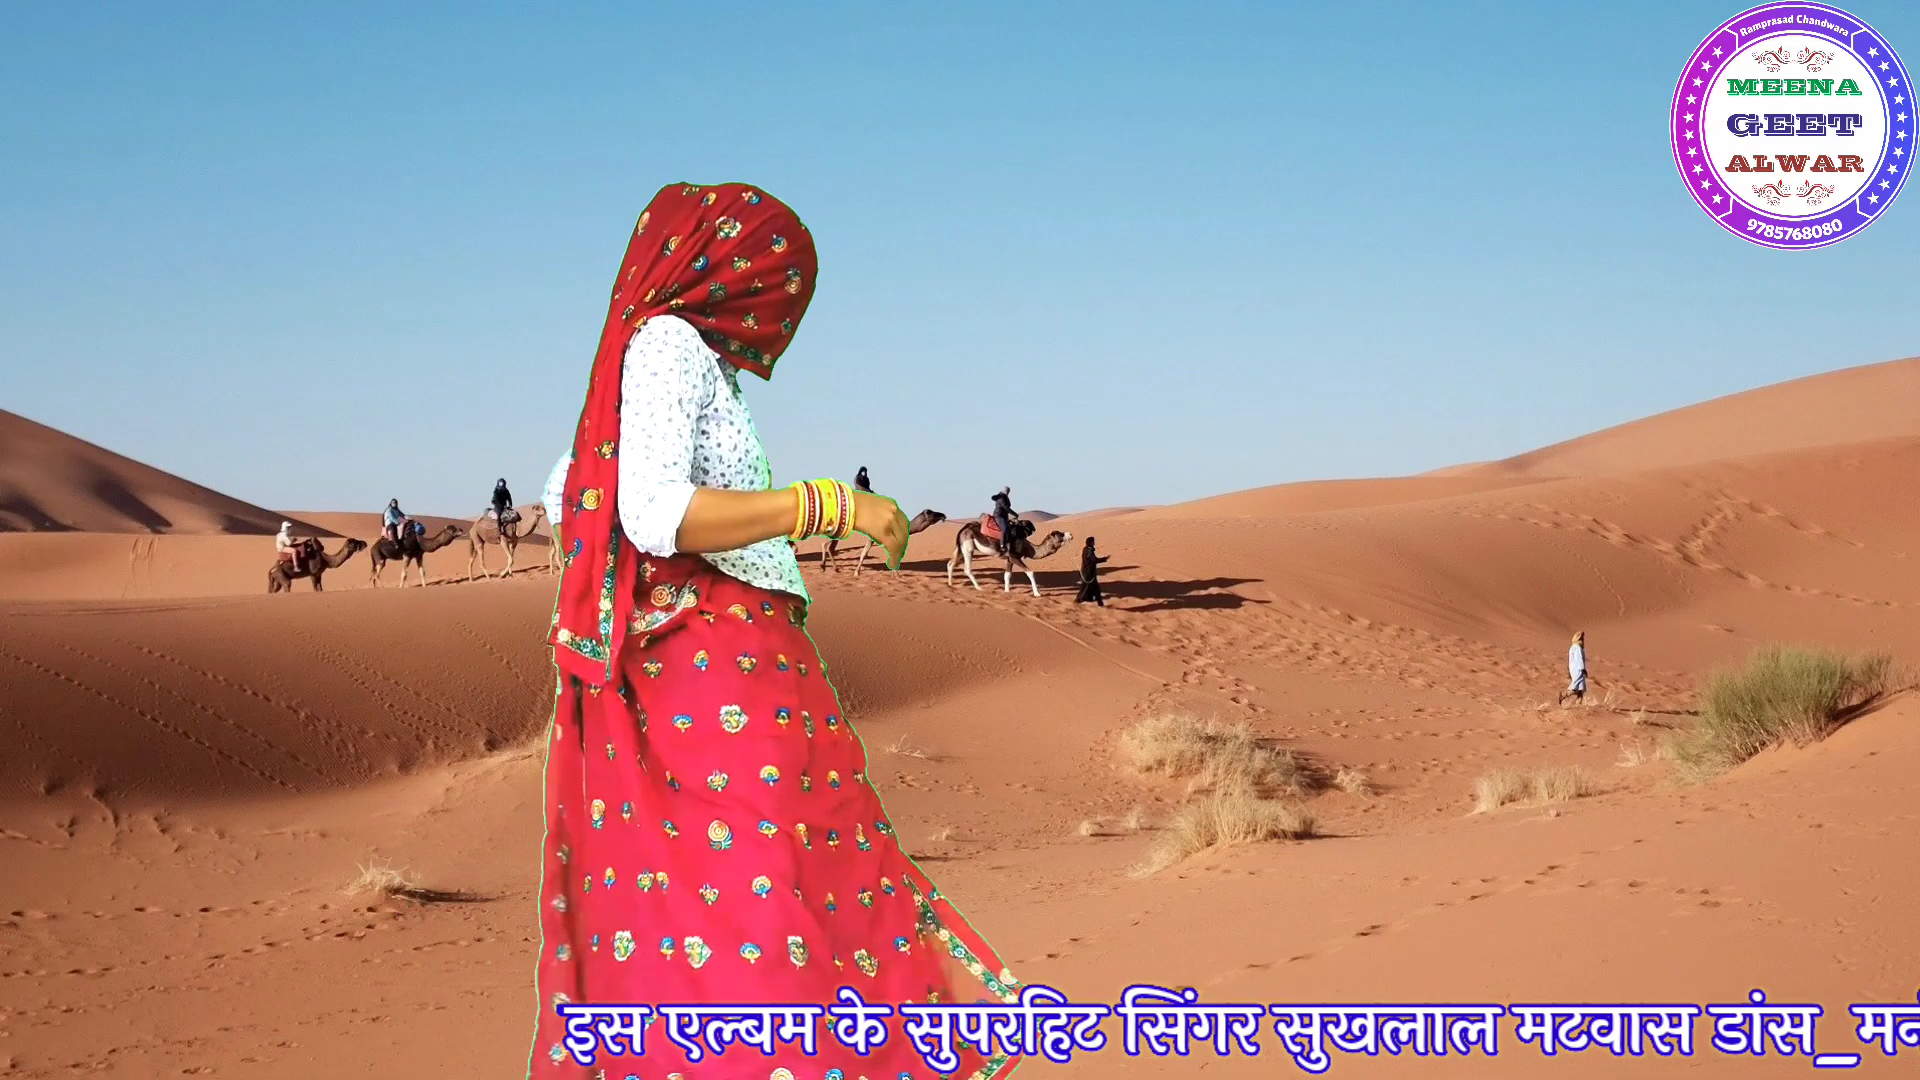 Ramprasad Chandwara
MEENA
GEET
ALWAR
9785768080
इस एल्बम के सुपरहिट सिंगर सुखलाल मटवास डांस_